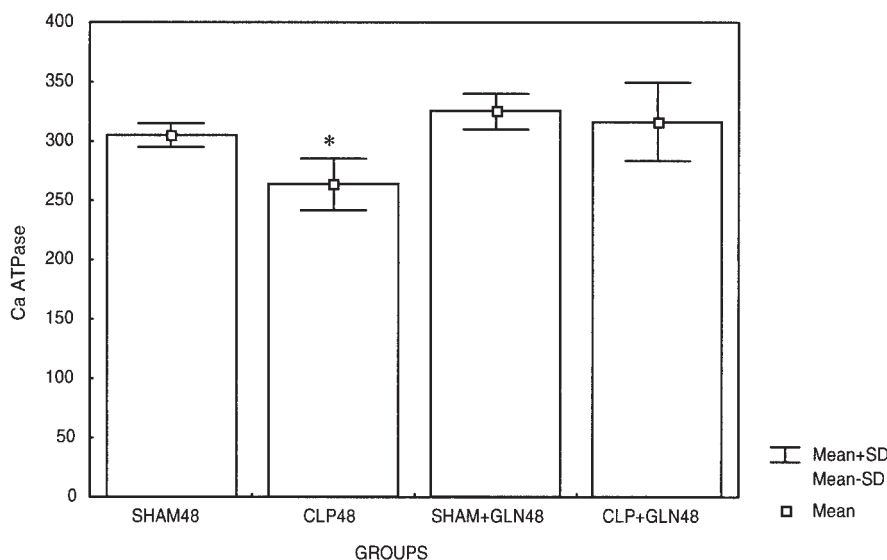 400
350
300
250
200
150
100
50
0
Ca ATPase
*
SHAM48 CLP48 SHAM+GLN48 CLP+GLN48
GROUPS
Mean+SD
Mean-SD
Mean